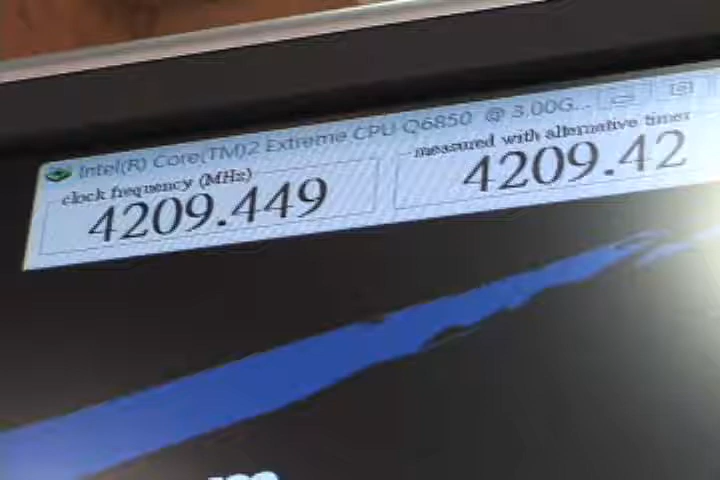 Intel(R) Core(TM)2 Extreme CPU Q6850 @ 3.00G...
clock frequency (MHz)
4209.449
measured with alternative timer
4209.42